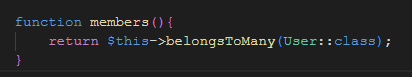 function members(){
    return $this->belongsToMany(User::class);
}